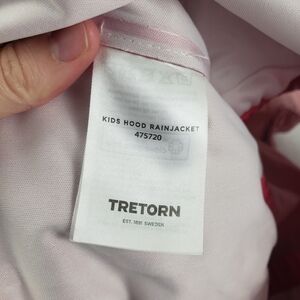 KIDS HOOD RAINJACKET
475720
TRETORN
EST. 1891 SWEDEN